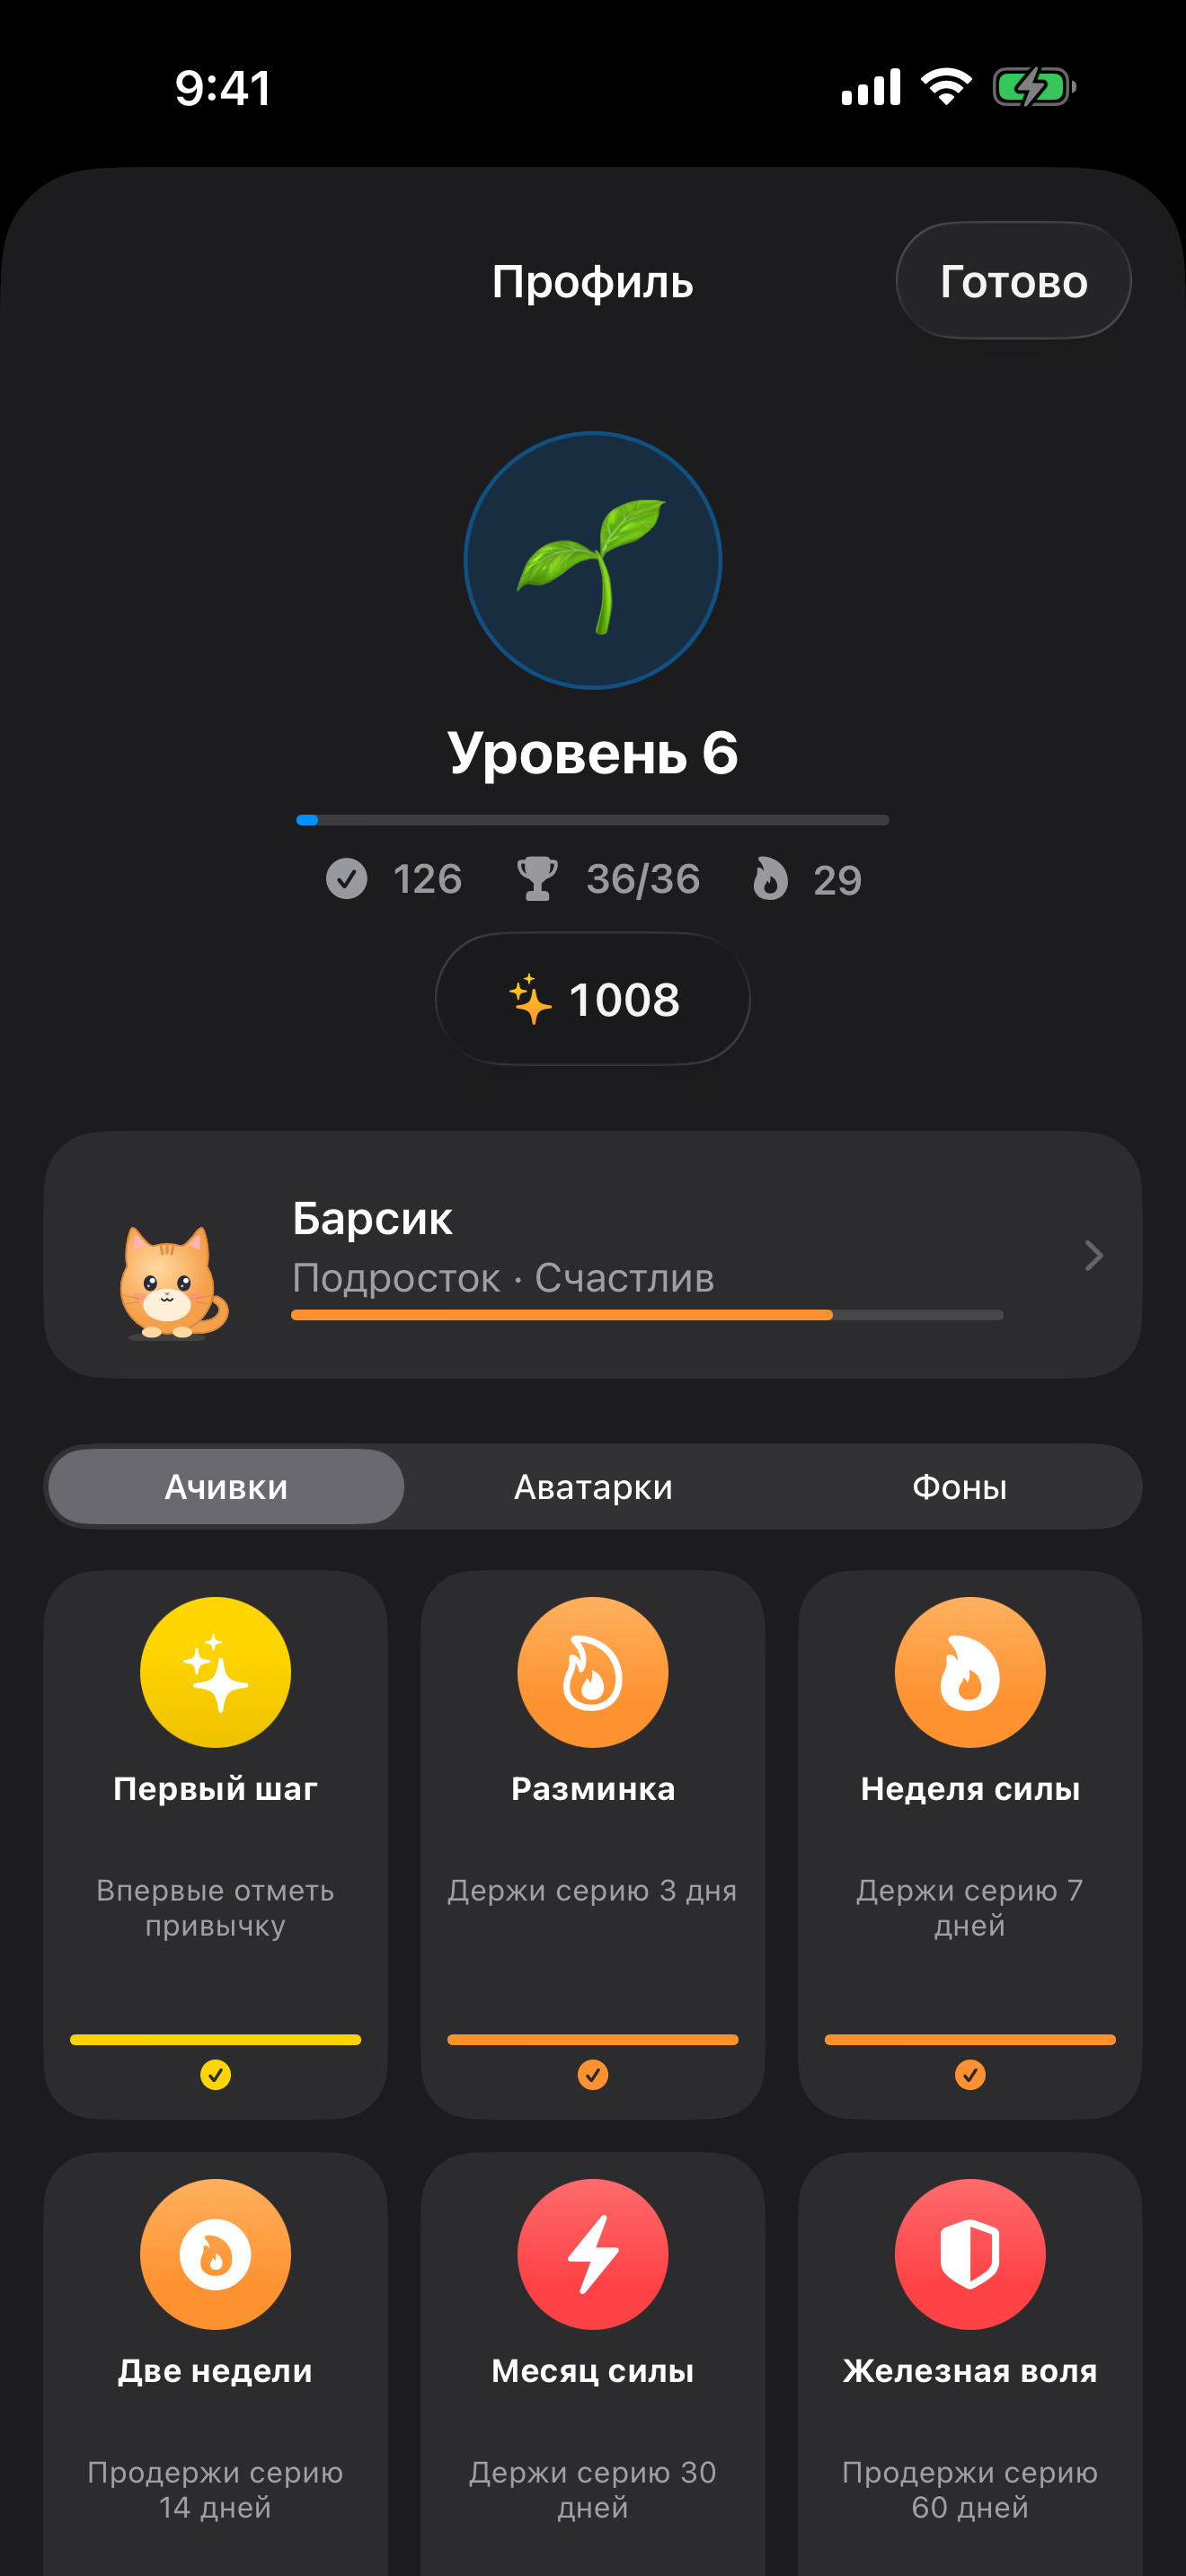 9:41
Профиль
Готово
Уровень 6
126
36/36
29
1 008
Барсик
Подросток · Счастлив
Ачивки
Аватарки
Фоны
Первый шаг
Впервые отметь
привычку
Разминка
Держи серию 3 дня
Неделя силы
Держи серию 7
дней
Две недели
Продержи серию
14 дней
Месяц силы
Держи серию 30
дней
Железная воля
Продержи серию
60 дней